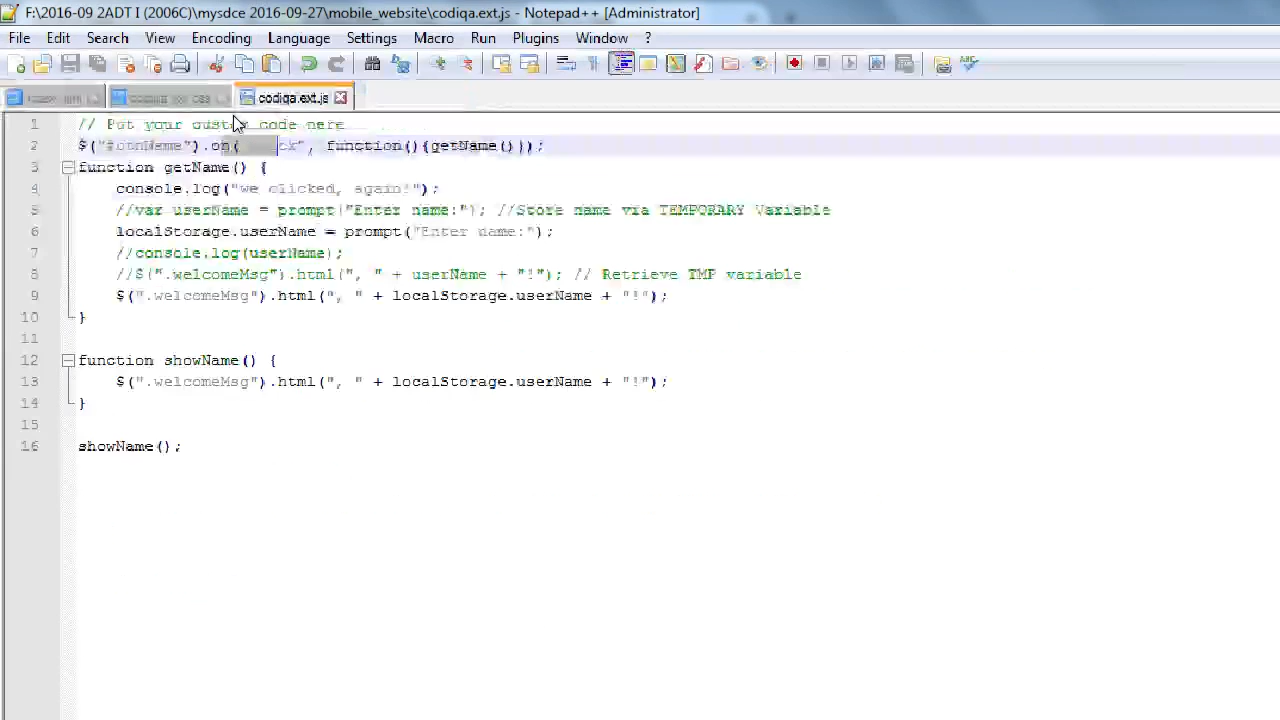 F:\2016-09 2ADT I (2006C)\mysdce 2016-09-27\mobile_website\codiqa.ext.js - Notepad++ [Administrator]
File Edit Search View Encoding Language Settings Macro Run Plugins Window ?
codiqa.ext.js
1 // Put your custom code here
2 $("#btnName").on( ck", function(){getName()});
3 function getName() {
4 console.log("we clicked, again!");
5 //var userName = prompt("Enter name:"); //Store name via TEMPORARY Variable
6 localStorage.userName = prompt("Enter name:");
7 //console.log(userName);
8 //$(".welcomeMsg").html(", " + userName + "!"); // Retrieve TMP variable
9 $(".welcomeMsg").html(", " + localStorage.userName + "!");
10 }
11
12 function showName() {
13 $(".welcomeMsg").html(", " + localStorage.userName + "!");
14 }
15
16 showName();